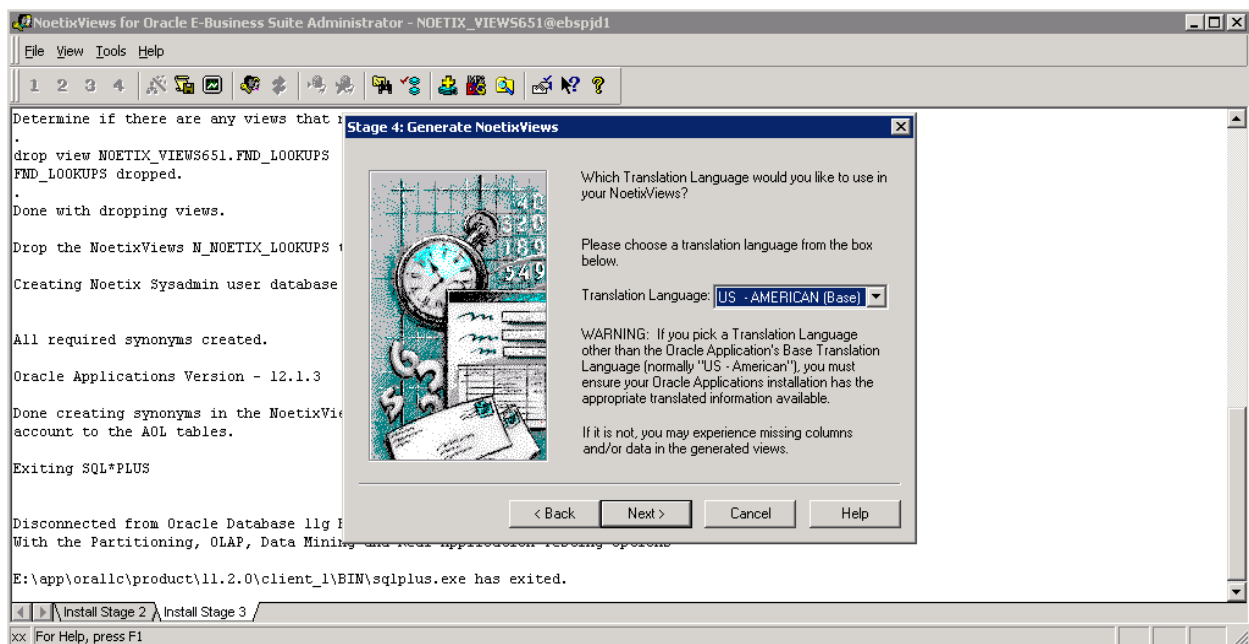 NoetixViews for Oracle E-Business Suite Administrator - NOETIX_VIEWS651@ebspjd1
File View Tools Help
1 2 3 4
Determine if there are any views that
.
drop view NOETIX_VIEWS651.FND_LOOKUPS
FND_LOOKUPS dropped.
.
Done with dropping views.
Drop the NoetixViews N_NOETIX_LOOKUPS
Creating Noetix Sysadmin user database
All required synonyms created.
Oracle Applications Version - 12.1.3
Done creating synonyms in the NoetixVie
account to the AOL tables.
Exiting SQL*PLUS
Disconnected from Oracle Database 11g
With the Partitioning, OLAP, Data Mining and Real Application Testing options
E:\app\orallc\product\11.2.0\client_1\BIN\sqlplus.exe has exited.
Stage 4: Generate NoetixViews
Which Translation Language would you like to use in
your NoetixViews?
Please choose a translation language from the box
below.
Translation Language: US - AMERICAN (Base)
WARNING: If you pick a Translation Language
other than the Oracle Application's Base Translation
Language (normally "US - American"), you must
ensure your Oracle Applications installation has the
appropriate translated information available.
If it is not, you may experience missing columns
and/or data in the generated views.
< Back Next > Cancel Help
Install Stage 2 Install Stage 3
xx For Help, press F1